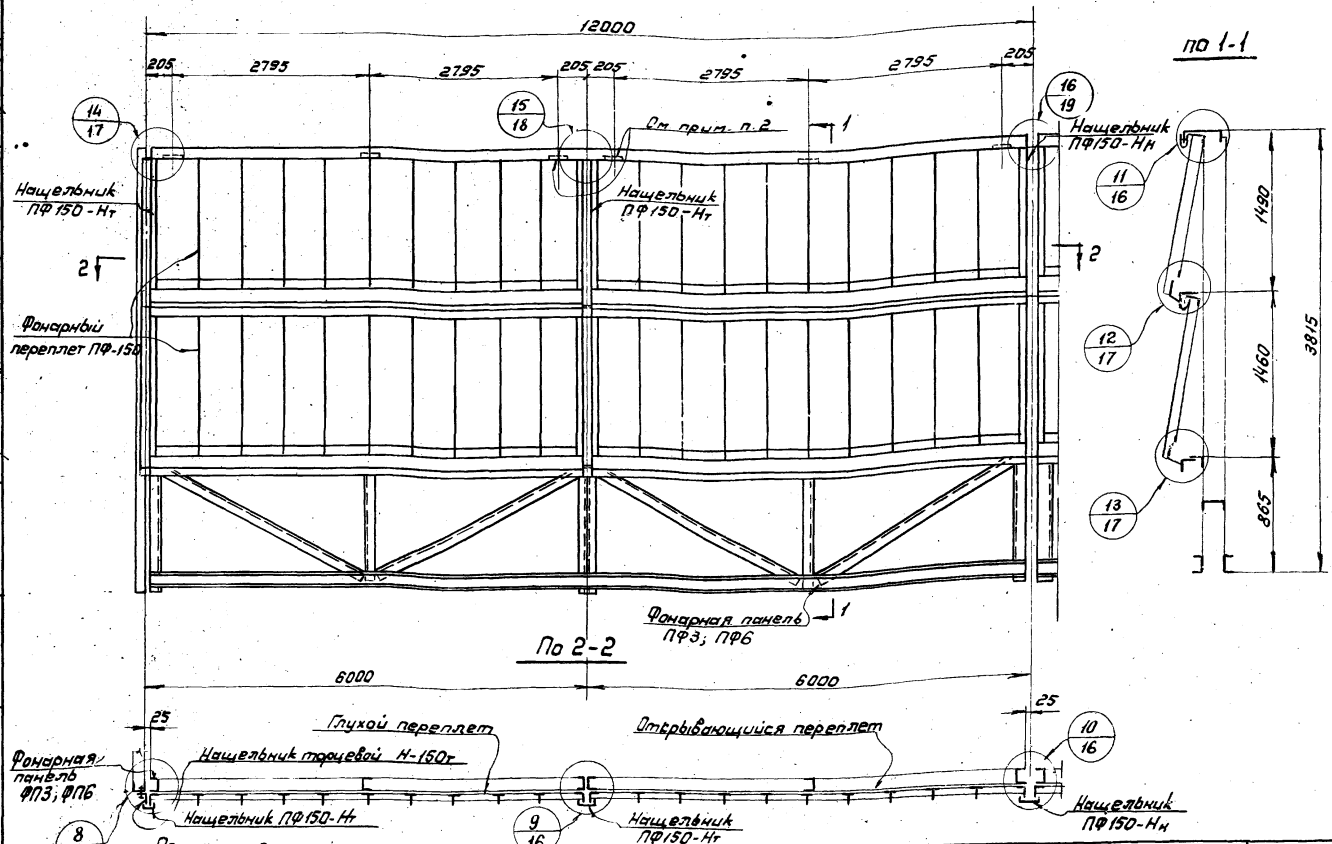 12000
по 1-1
205
2795
2795
205
205
2795
2795
205
14
17
15
18
См. прим. п. 2
1
16
19
Нащельник
ПФ150-Нн
11
16
Нащельник
ПФ150-Нт
Нащельник
ПФ150-Нт
1490
2
2
Фонарный
переплет ПФ-150
12
17
1460
3815
13
17
865
Фонарная панель
ПФ3; ПФ6
1
По 2-2
6000
6000
25
Глухой переплет
Открывающийся переплет
25
10
16
Фонарная
панель
ФП3; ФП6
Нащельник торцевой Н-150т
8
Нащельник ПФ150-Нт
9
16
Нащельник
ПФ150-Нт
Нащельник
ПФ150-Нн